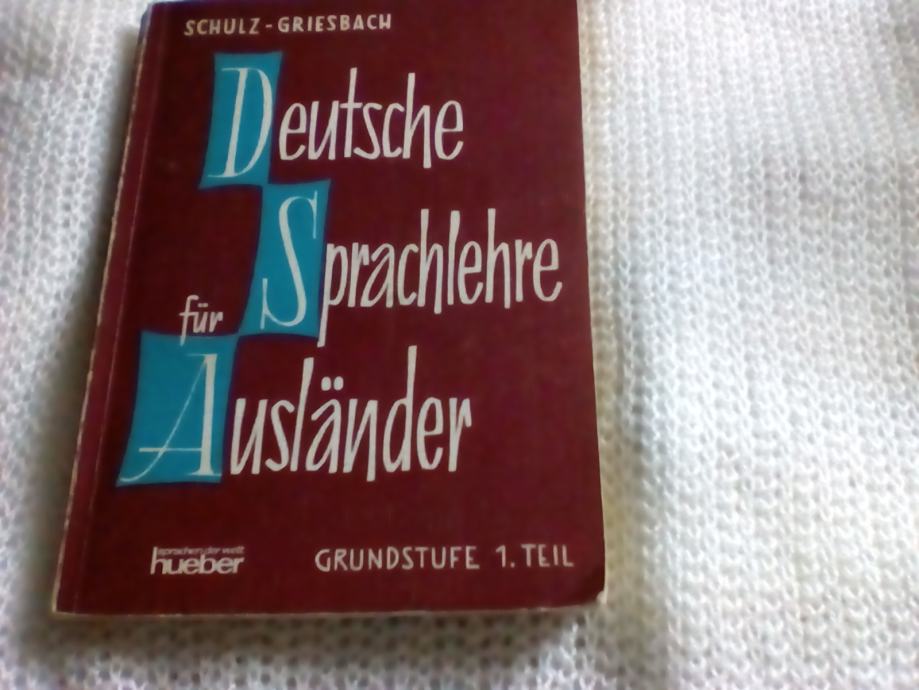 SCHULZ-GRIESBACH
Deutsche
Sprachlehre
für
Ausländer
sprachen der welt
hueber
GRUNDSTUFE 1. TEIL